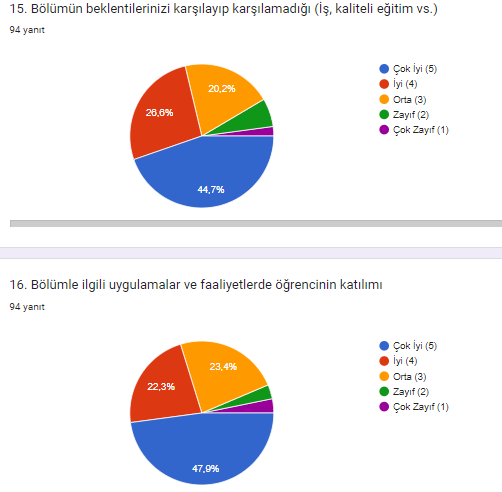 15. Bölümün beklentilerinizi karşılayıp karşılamadığı (İş, kaliteli eğitim vs.)
94 yanıt
Çok İyi (5)
İyi (4)
Orta (3)
Zayıf (2)
Çok Zayıf (1)
20,2%
26,6%
44,7%
16. Bölümle ilgili uygulamalar ve faaliyetlerde öğrencinin katılımı
94 yanıt
Çok İyi (5)
İyi (4)
Orta (3)
Zayıf (2)
Çok Zayıf (1)
23,4%
22,3%
47,9%